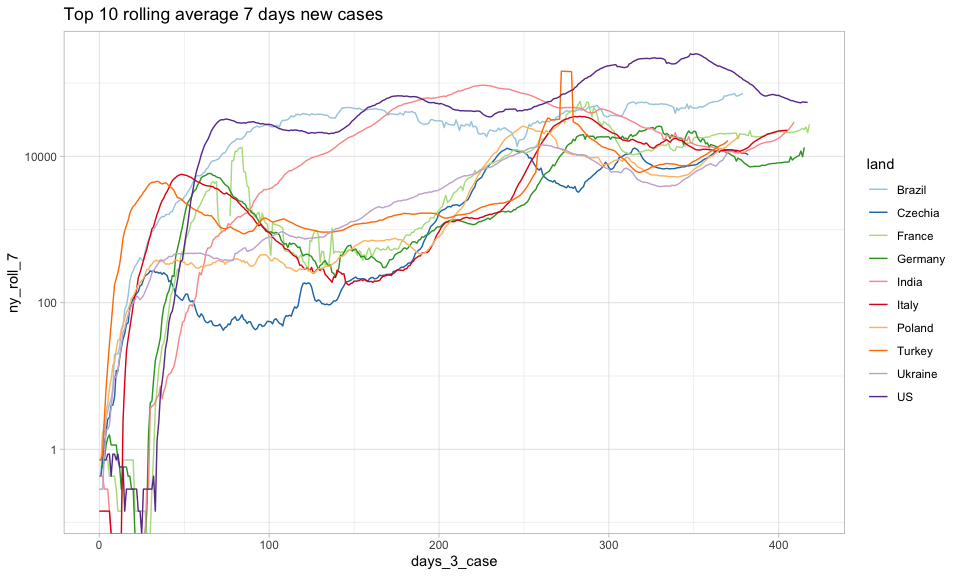 Top 10 rolling average 7 days new cases
ny_roll_7
10000
100
1
0 100 200 300 400
days_3_case
land
Brazil
Czechia
France
Germany
India
Italy
Poland
Turkey
Ukraine
US